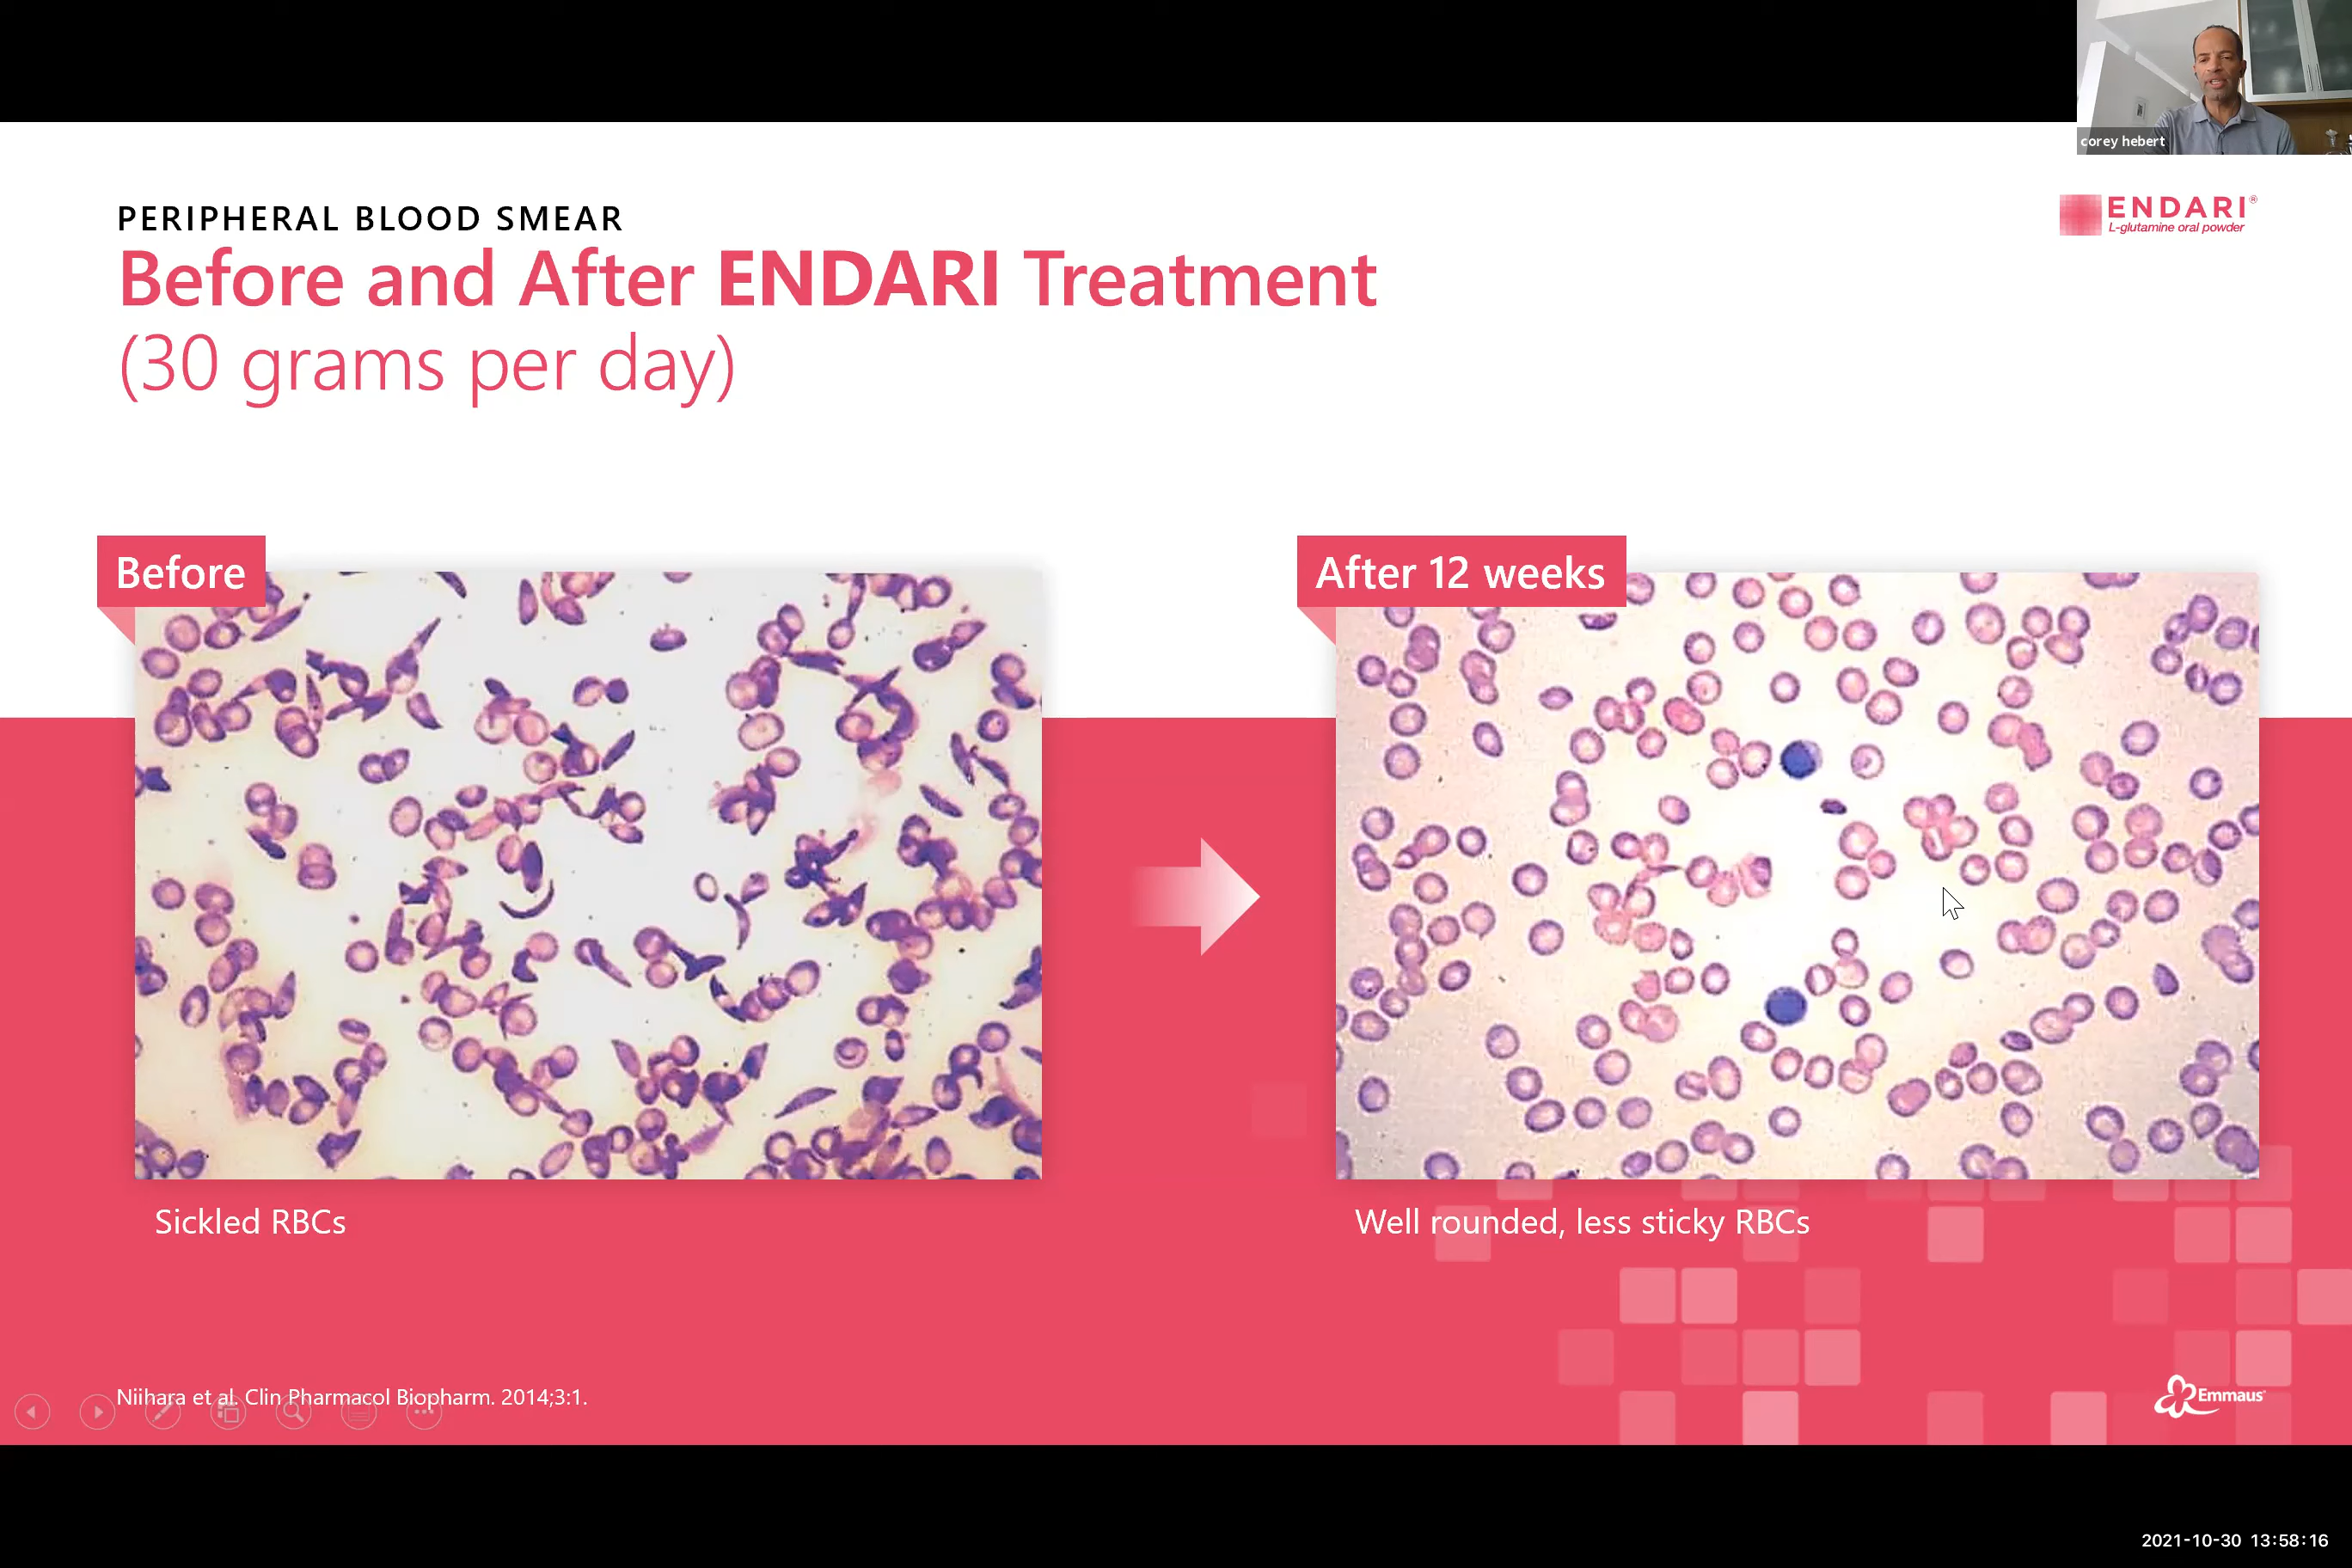 corey hebert
PERIPHERAL BLOOD SMEAR
Before and After ENDARI Treatment
(30 grams per day)
ENDARI®
L-glutamine oral powder
Before
After 12 weeks
Sickled RBCs
Well rounded, less sticky RBCs
Niihara et al. Clin Pharmacol Biopharm. 2014;3:1.
Emmaus
2021-10-30 13:58:16